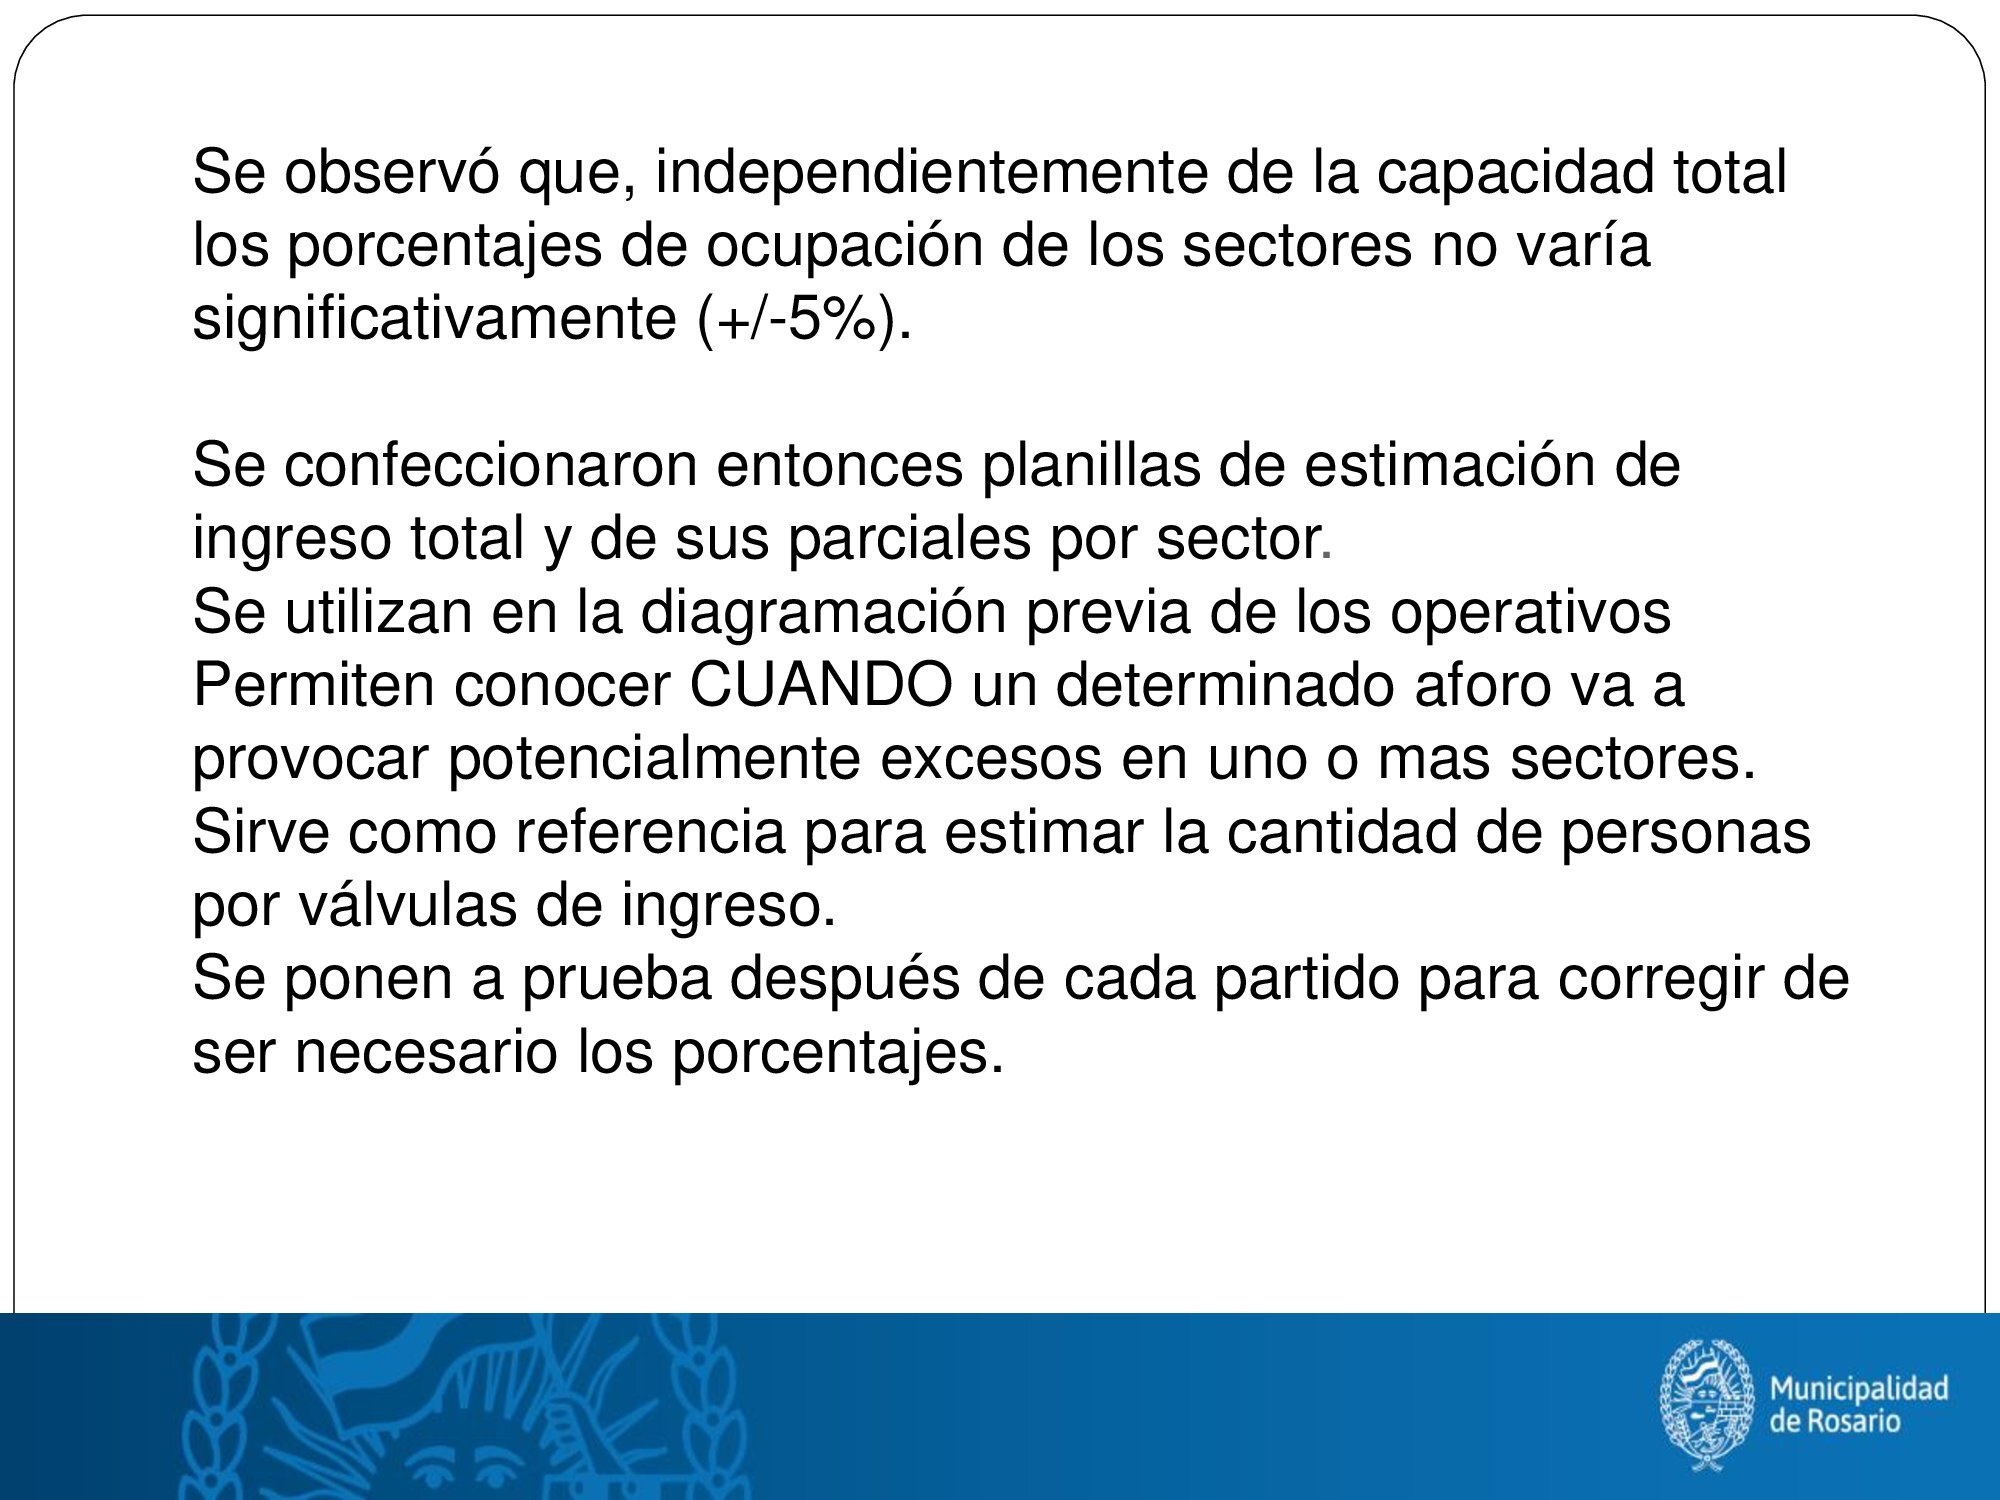 Se observó que, independientemente de la capacidad total
los porcentajes de ocupación de los sectores no varía
significativamente (+/-5%).
Se confeccionaron entonces planillas de estimación de
ingreso total y de sus parciales por sector.
Se utilizan en la diagramación previa de los operativos
Permiten conocer CUANDO un determinado aforo va a
provocar potencialmente excesos en uno o mas sectores.
Sirve como referencia para estimar la cantidad de personas
por válvulas de ingreso.
Se ponen a prueba después de cada partido para corregir de
ser necesario los porcentajes.
Municipalidad
de Rosario